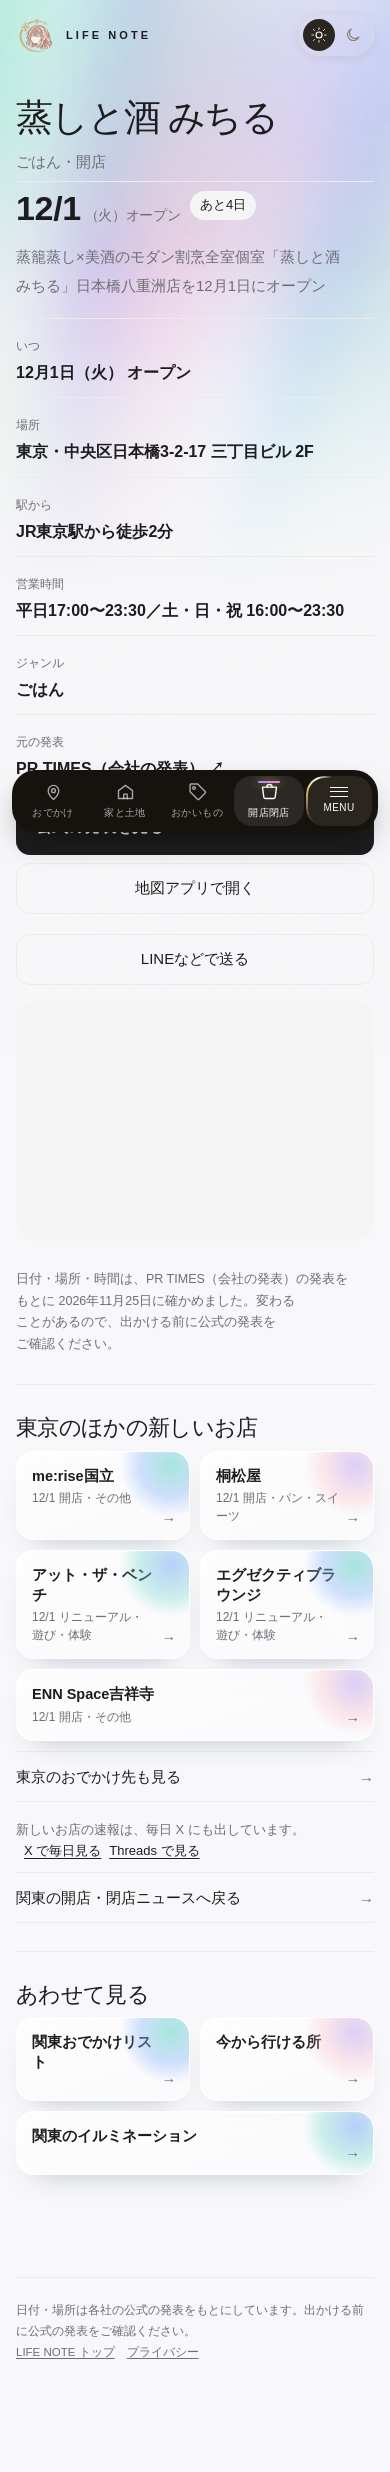 LIFE NOTE
蒸しと酒 みちる
ごはん・開店
12/1 （火）オープン あと4日
蒸籠蒸し×美酒のモダン割烹全室個室「蒸しと酒
みちる」日本橋八重洲店を12月1日にオープン
いつ
12月1日（火） オープン
場所
東京・中央区日本橋3-2-17 三丁目ビル 2F
駅から
JR東京駅から徒歩2分
営業時間
平日17:00〜23:30／土・日・祝 16:00〜23:30
ジャンル
ごはん
元の発表
PR TIMES（会社の発表） ↗
おでかけ 家と土地 おかいもの 開店閉店 MENU
地図アプリで開く
LINEなどで送る
日付・場所・時間は、PR TIMES（会社の発表）の発表を
もとに 2026年11月25日に確かめました。変わる
ことがあるので、出かける前に公式の発表を
ご確認ください。
東京のほかの新しいお店
me:rise国立
12/1 開店・その他
→
桐松屋
12/1 開店・パン・スイ
ーツ
→
アット・ザ・ベン
チ
12/1 リニューアル・
遊び・体験
→
エグゼクティブラ
ウンジ
12/1 リニューアル・
遊び・体験
→
ENN Space吉祥寺
12/1 開店・その他
→
東京のおでかけ先も見る →
新しいお店の速報は、毎日 X にも出しています。
X で毎日見る Threads で見る
関東の開店・閉店ニュースへ戻る →
あわせて見る
関東おでかけリス
ト
→
今から行ける所
→
関東のイルミネーション
→
日付・場所は各社の公式の発表をもとにしています。出かける前
に公式の発表をご確認ください。
LIFE NOTE トップ プライバシー